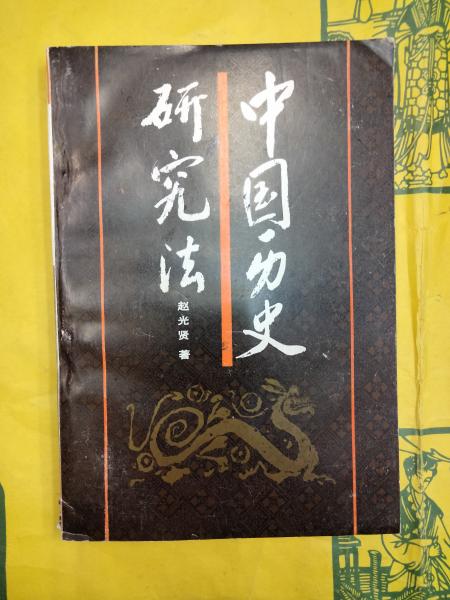 中国历史
研究法
赵光贤 著